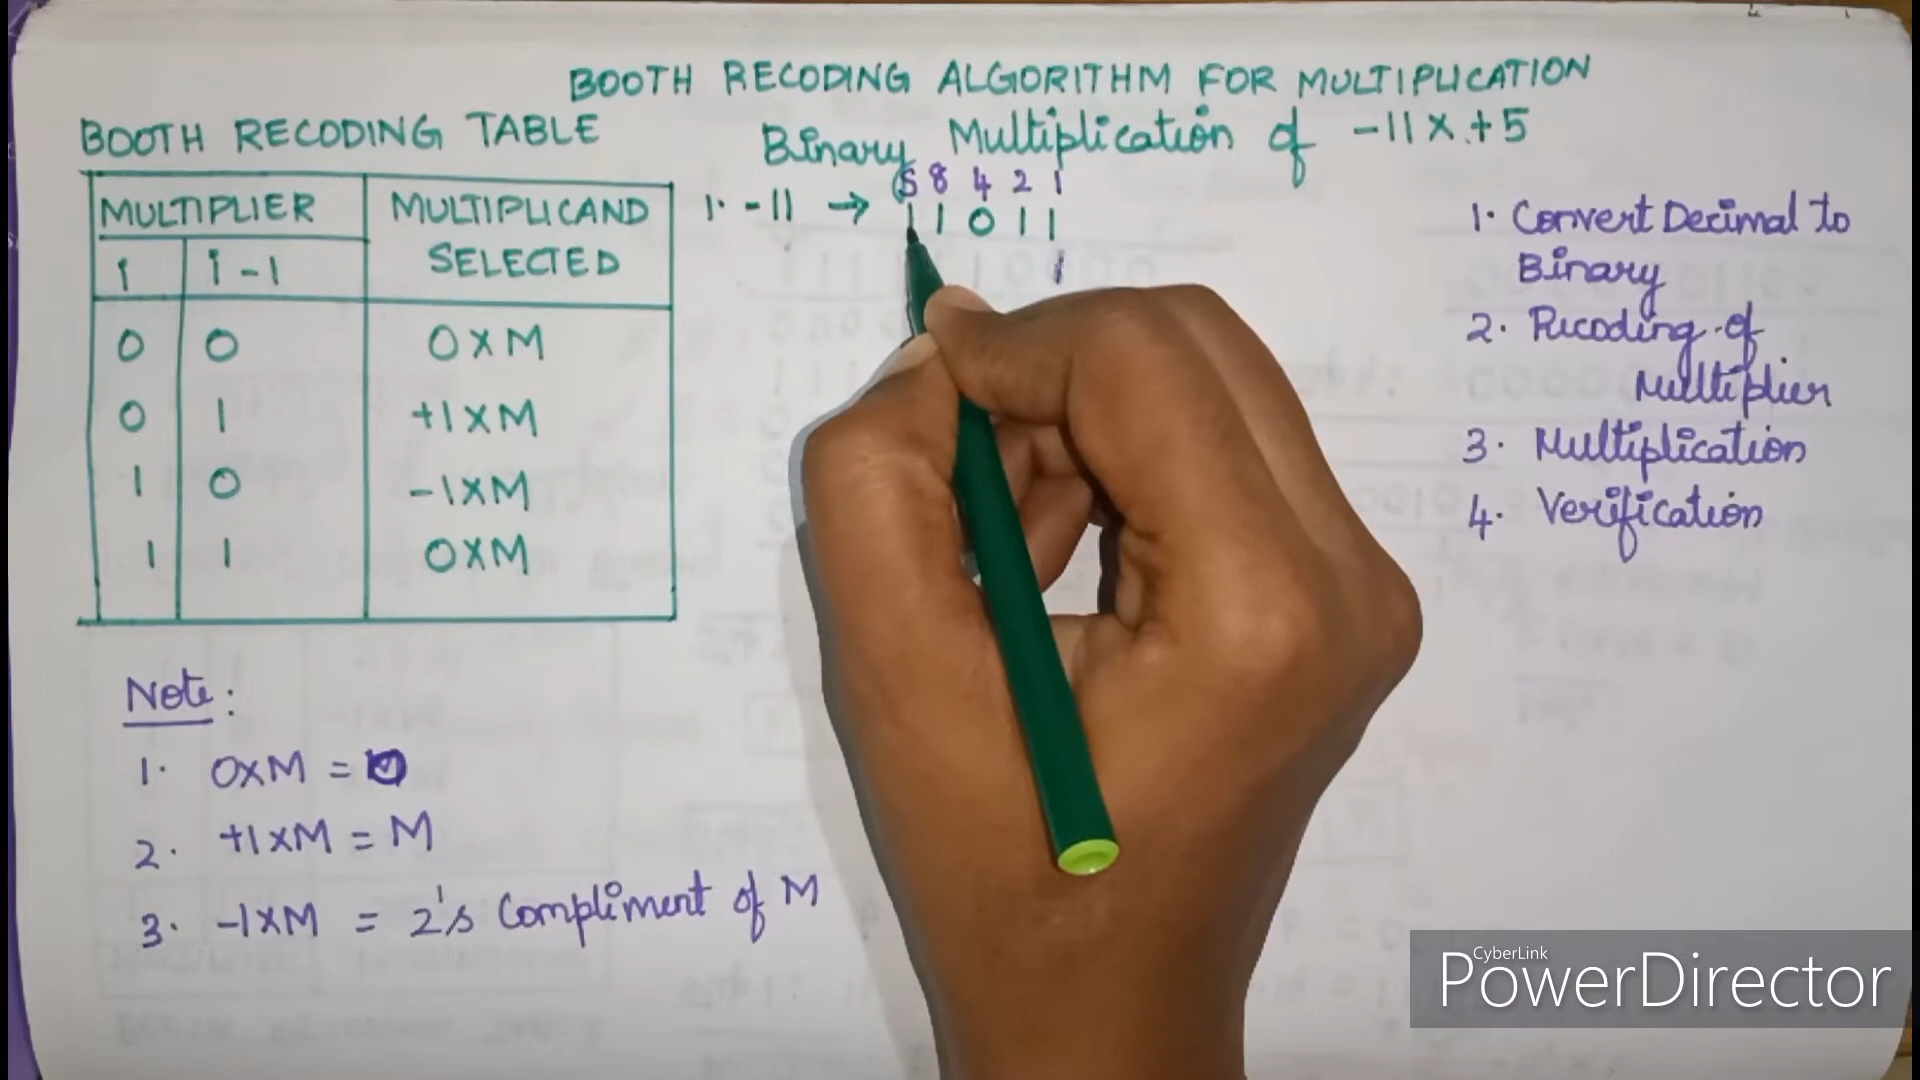 BOOTH RECODING ALGORITHM FOR MULTIPLICATION
BOOTH RECODING TABLE
Binary Multiplication of -11 x +5
MULTIPLIER MULTIPLICAND SELECTED
i i-1
0 0 0XM
0 1 +1XM
1 0 -1XM
1 1 0XM
S 8 4 2 1
1. -11 → 1 1 0 1 1
1
1. Convert Decimal to
Binary
2. Recoding of
Multiplier
3. Multiplication
4. Verification
Note:
1. 0XM = 0
2. +1XM = M
3. -1XM = 2's Compliment of M
CyberLink
PowerDirector